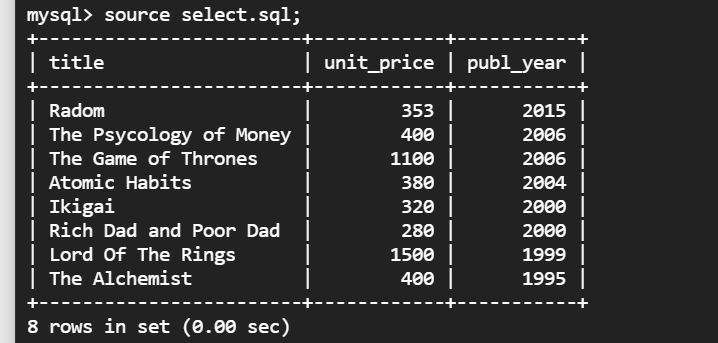 mysql> source select.sql;
+-------------------------+------------+-----------+
| title                   | unit_price | publ_year |
+-------------------------+------------+-----------+
| Radom                   |        353 |      2015 |
| The Psycology of Money  |        400 |      2006 |
| The Game of Thrones     |       1100 |      2006 |
| Atomic Habits           |        380 |      2004 |
| Ikigai                  |        320 |      2000 |
| Rich Dad and Poor Dad   |        280 |      2000 |
| Lord Of The Rings       |       1500 |      1999 |
| The Alchemist           |        400 |      1995 |
+-------------------------+------------+-----------+
8 rows in set (0.00 sec)